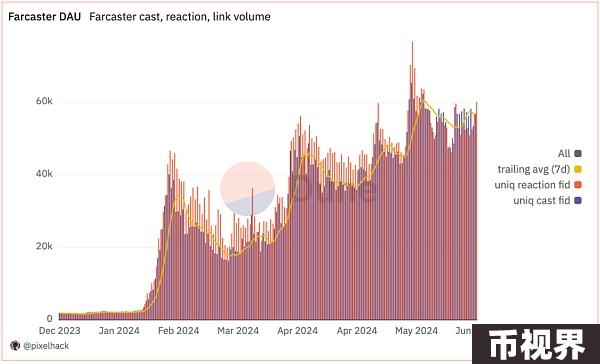 Farcaster DAU Farcaster cast, reaction, link volume
60k
40k
20k
0
Dune
All
trailing avg (7d)
uniq reaction fid
uniq cast fid
Dec 2023 Jan 2024 Feb 2024 Mar 2024 Apr 2024 Apr 2024 May 2024 Jun
@pixelhack
币视界